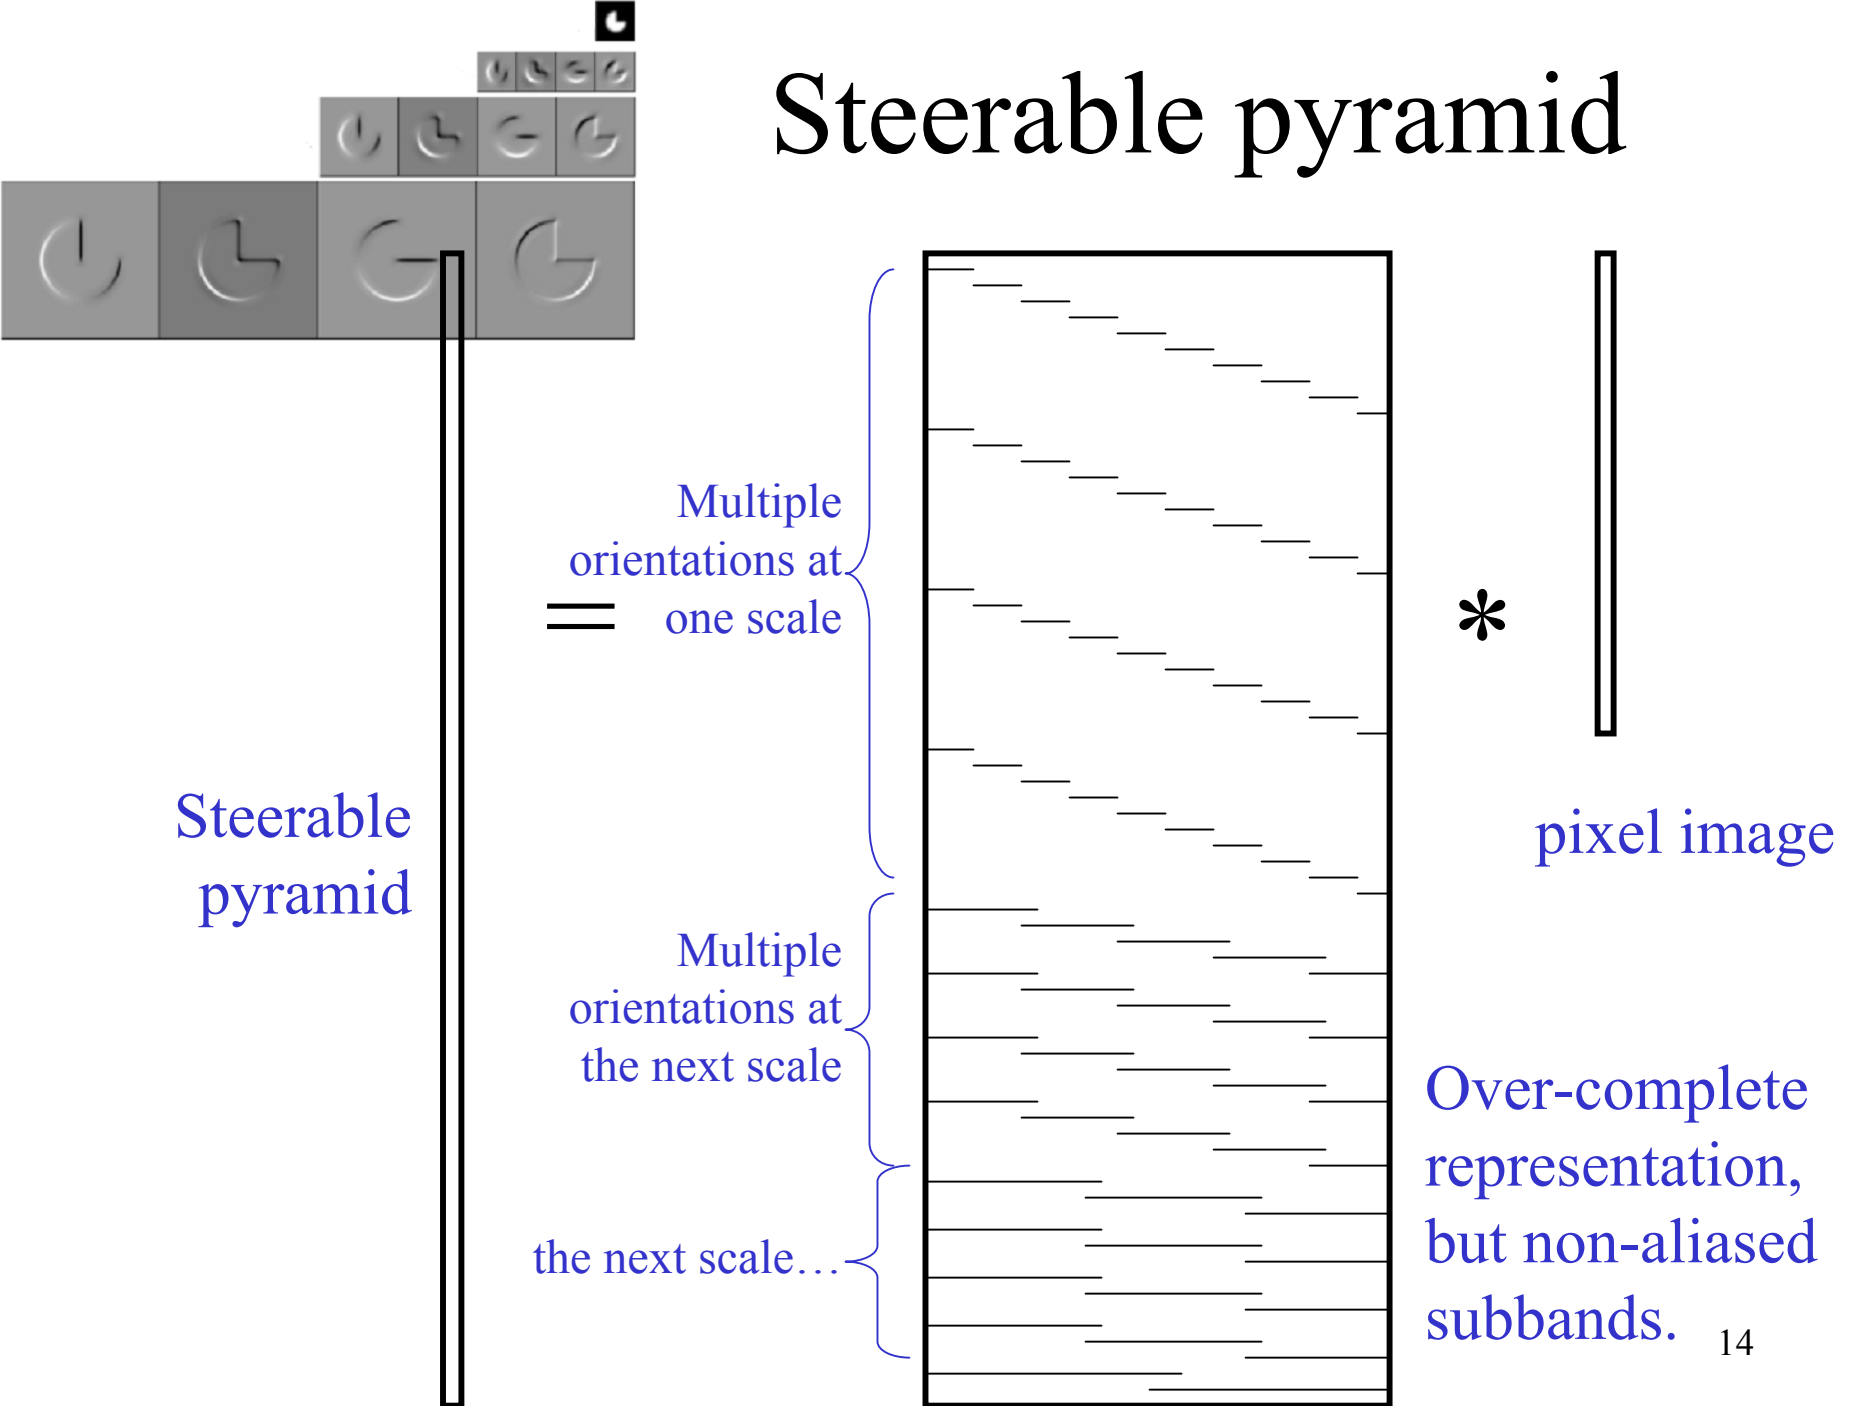 Steerable pyramid
Multiple
orientations at
one scale
=
*
Steerable
pyramid
pixel image
Multiple
orientations at
the next scale
the next scale…
Over-complete
representation,
but non-aliased
subbands.
14